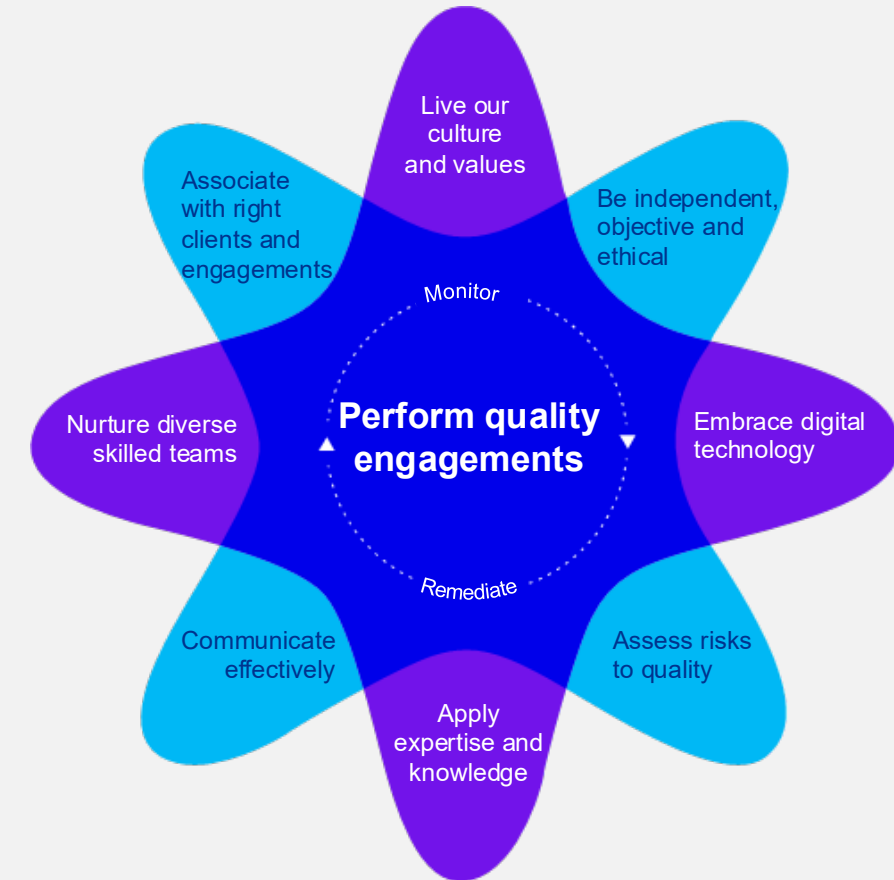 Live our
culture
and values
Associate
with right
clients and
engagements
Be independent,
objective and
ethical
Monitor
Nurture diverse
skilled teams
Perform quality
engagements
Embrace digital
technology
Remediate
Communicate
effectively
Assess risks
to quality
Apply
expertise and
knowledge